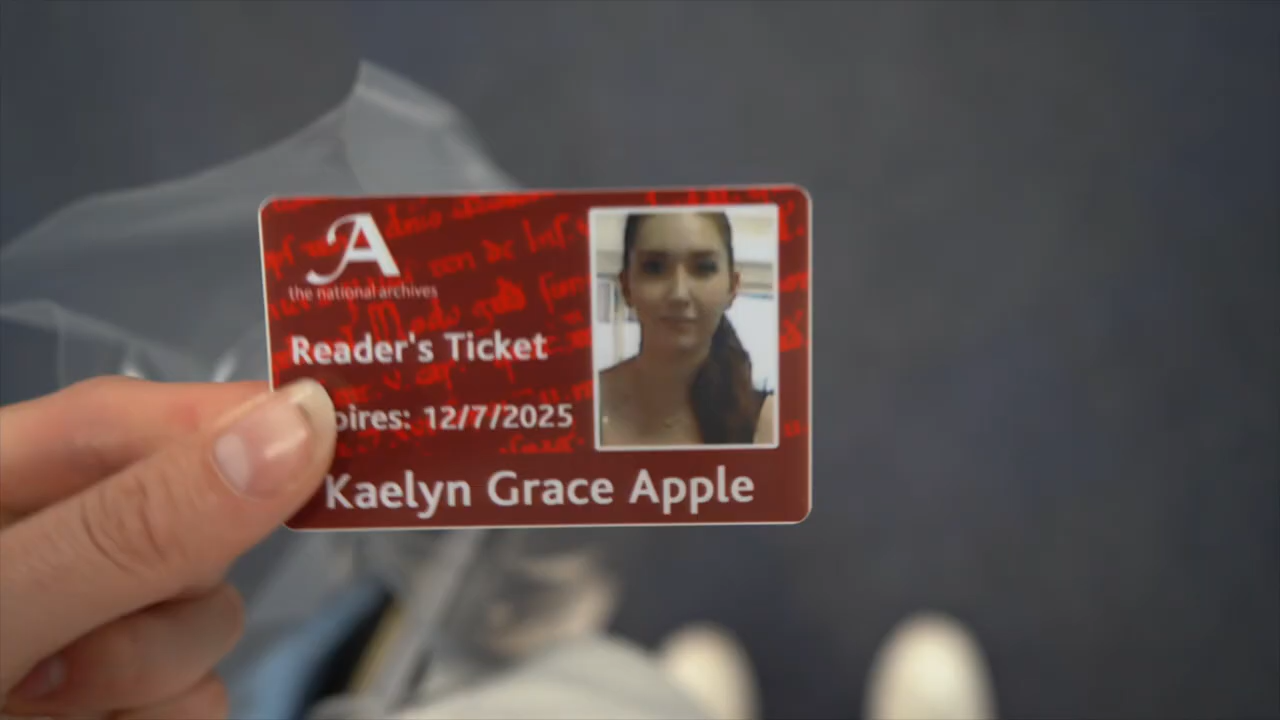 A
the national archives
Reader's Ticket
pires: 12/7/2025
Kaelyn Grace Apple